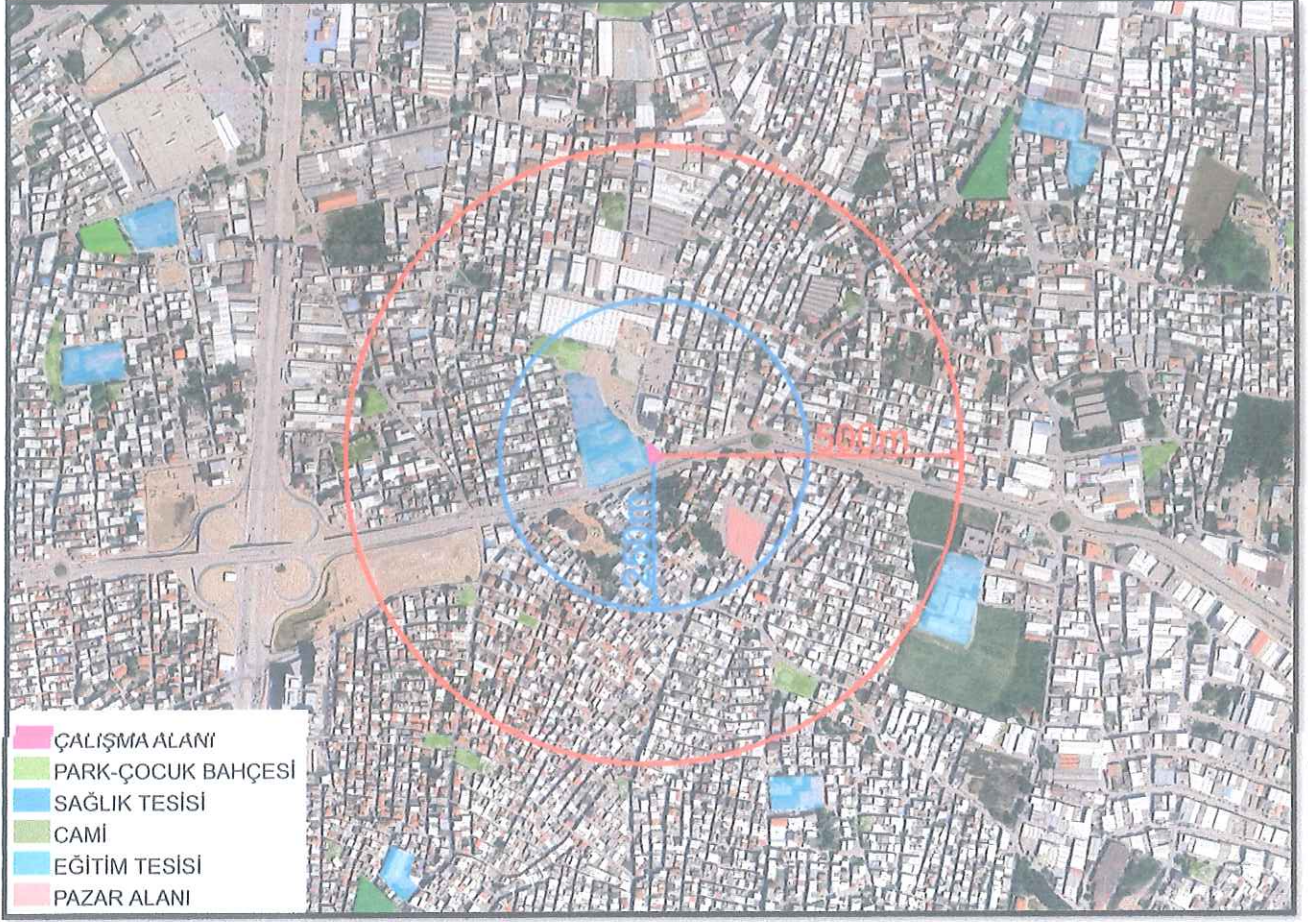 500m
250m
ÇALIŞMA ALANI
PARK-ÇOCUK BAHÇESİ
SAĞLIK TESİSİ
CAMİ
EĞİTİM TESİSİ
PAZAR ALANI